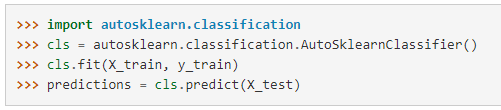 >>> import autosklearn.classification
>>> cls = autosklearn.classification.AutoSklearnClassifier()
>>> cls.fit(X_train, y_train)
>>> predictions = cls.predict(X_test)